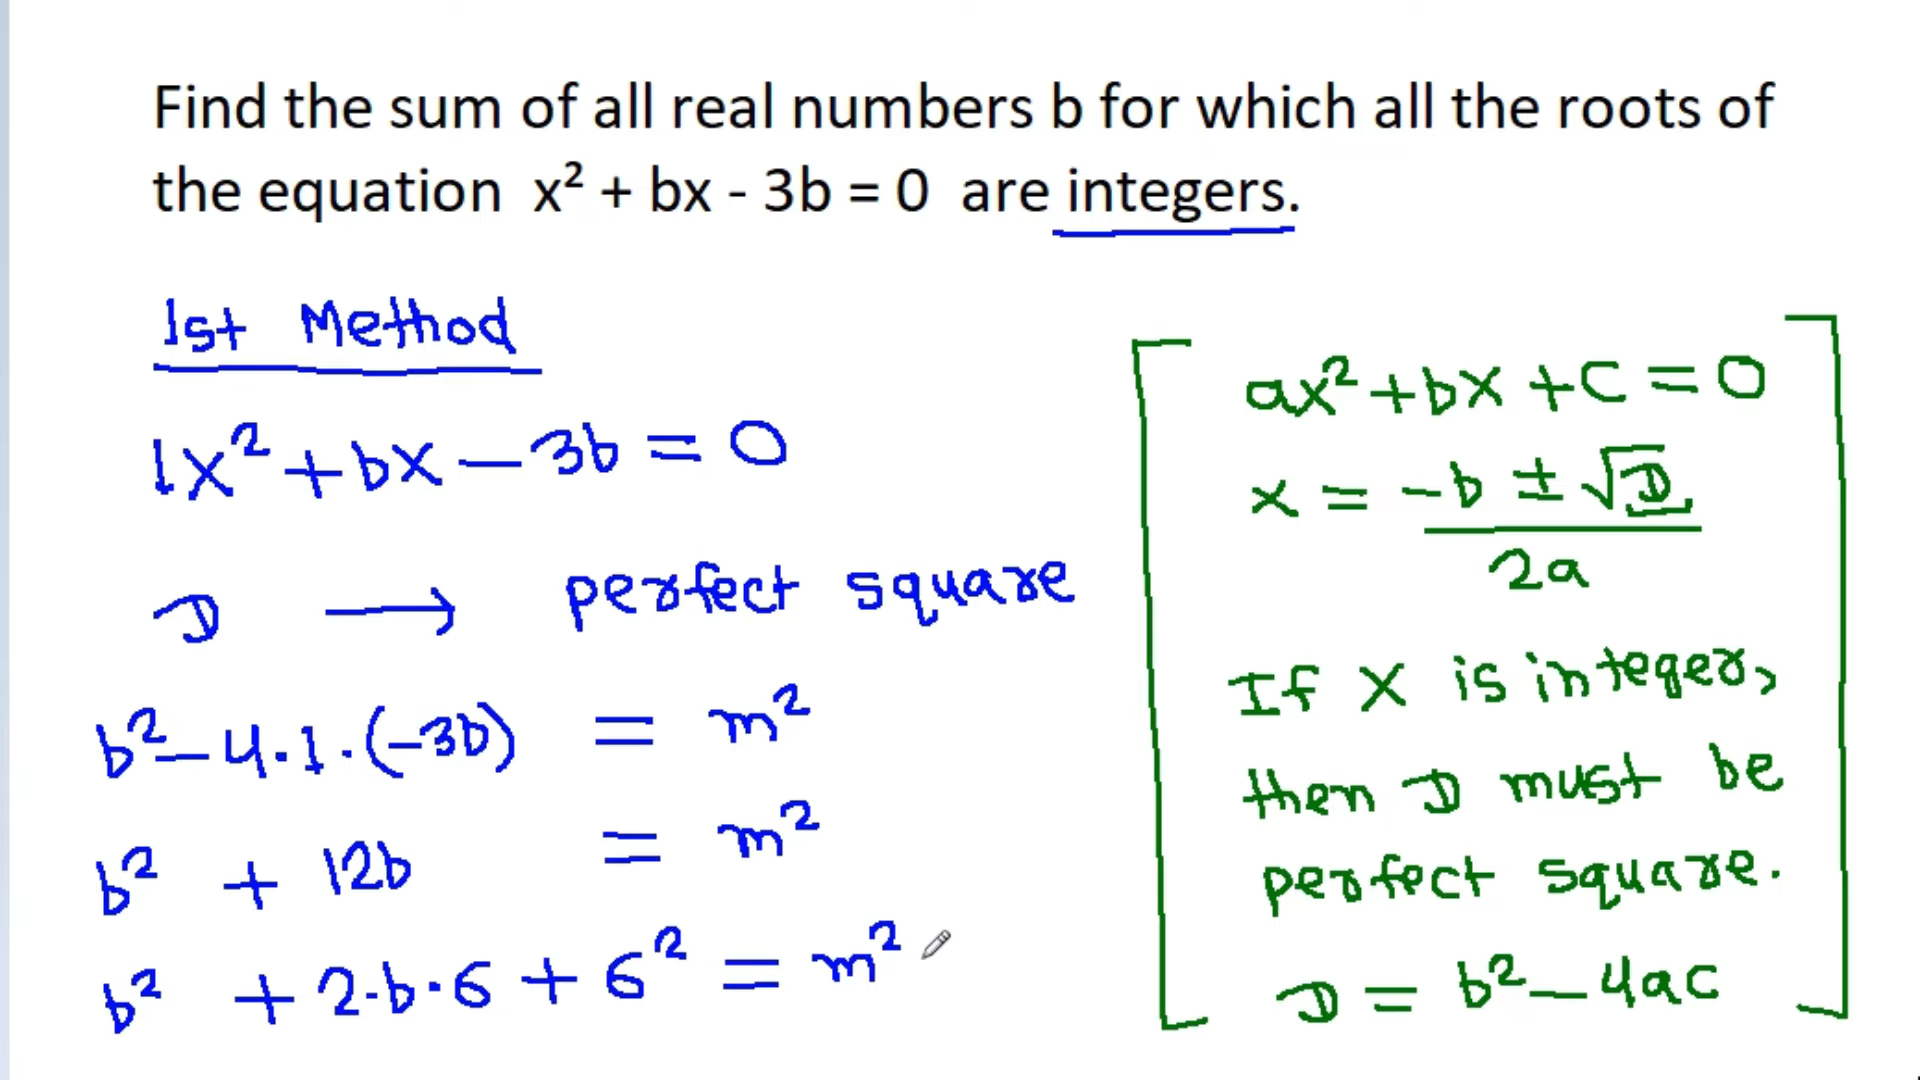 Find the sum of all real numbers b for which all the roots of
the equation x² + bx - 3b = 0 are integers.
1st Method
1x² + bx – 3b = 0
D → perfect square
b² – 4·1·(–3b) = m²
b² + 12b = m²
b² + 2·b·6 + 6² = m²
ax² + bx + c = 0
x = –b ± √D
2a
If x is integer,
then D must be
perfect square.
D = b² – 4ac